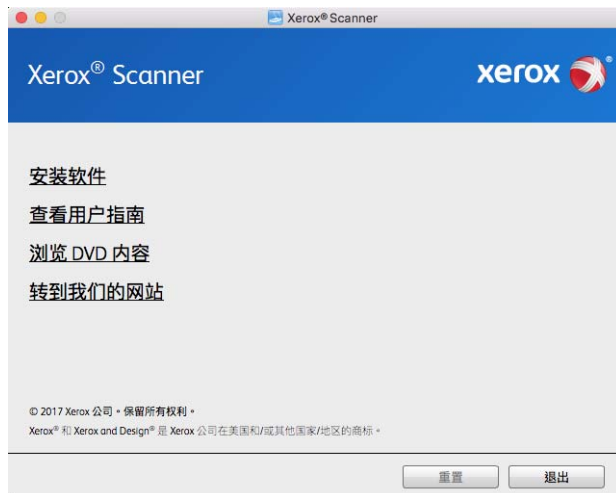 Xerox® Scanner
Xerox® Scanner
xerox®
安装软件
查看用户指南
浏览 DVD 内容
转到我们的网站
© 2017 Xerox 公司。保留所有权利。
Xerox® 和 Xerox and Design® 是 Xerox 公司在美国和/或其他国家/地区的商标。
重置
退出